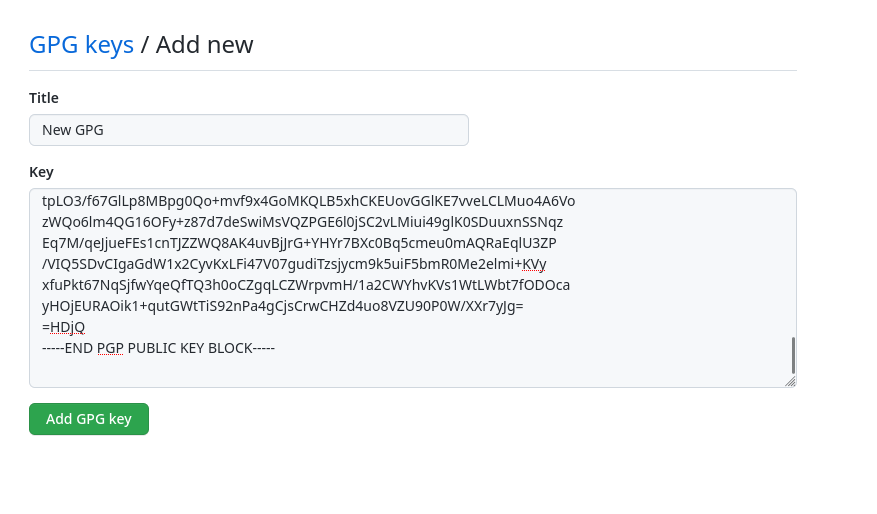 GPG keys / Add new
Title
New GPG
Key
tpLO3/f67GlLp8MBpg0Qo+mvf9x4GoMKQLB5xhCKEUovGGlKE7vveLCLMuo4A6Vo
zWQo6lm4QG16OFy+z87d7deSwiMsVQZPGE6l0jSC2vLMiui49glK0SDuuxnSSNqz
Eq7M/qeJjueFEs1cnTJZZWQ8AK4uvBjJrG+YHYr7BXc0Bq5cmeu0mAQRaEqlU3ZP
/VIQ5SDvCIgaGdW1x2CyvKxLFi47V07gudiTzsjycm9k5uiF5bmR0Me2elmi+KVy
xfuPkt67NqSjfwYqeQfTQ3h0oCZgqLCZWrpvmH/1a2CWYhvKVs1WtLWbt7fODOca
yHOjEURAOik1+qutGWtTiS92nPa4gCjsCrwCHZd4uo8VZU90P0W/XXr7yJg=
=HDjQ
-----END PGP PUBLIC KEY BLOCK-----
Add GPG key